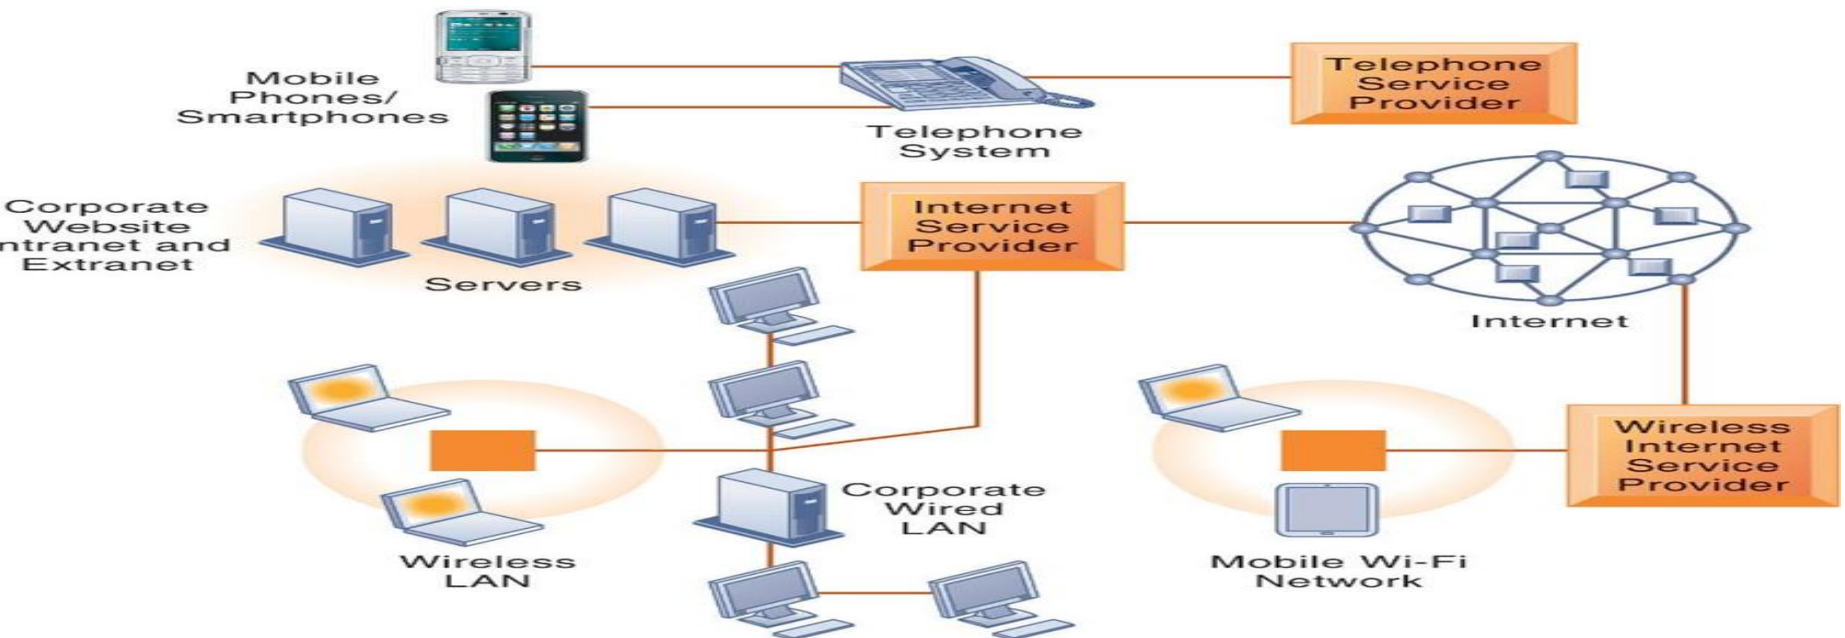 Mobile
Phones/
Smartphones
Telephone
System
Telephone
Service
Provider
Corporate
Website
ntranet and
Extranet
Servers
Internet
Service
Provider
Internet
Wireless
LAN
Corporate
Wired
LAN
Mobile Wi-Fi
Network
Wireless
Internet
Service
Provider